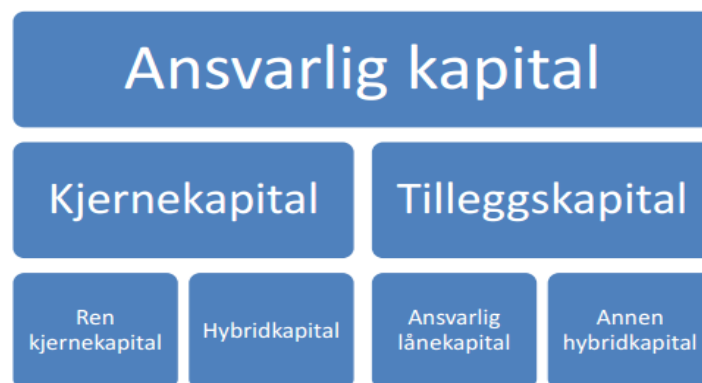 Ansvarlig kapital
Kjernekapital
Tilleggskapital
Ren
kjernekapital
Hybridkapital
Ansvarlig
lånekapital
Annen
hybridkapital